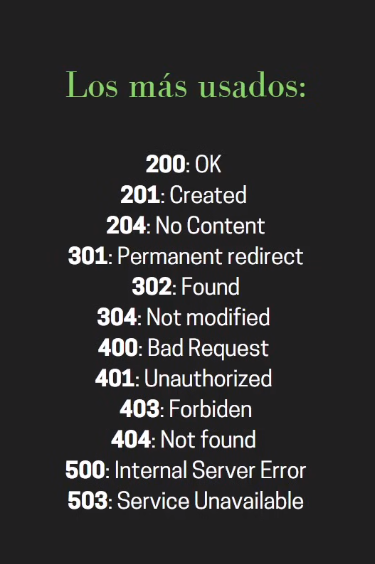 Los más usados:
200: OK
201: Created
204: No Content
301: Permanent redirect
302: Found
304: Not modified
400: Bad Request
401: Unauthorized
403: Forbiden
404: Not found
500: Internal Server Error
503: Service Unavailable